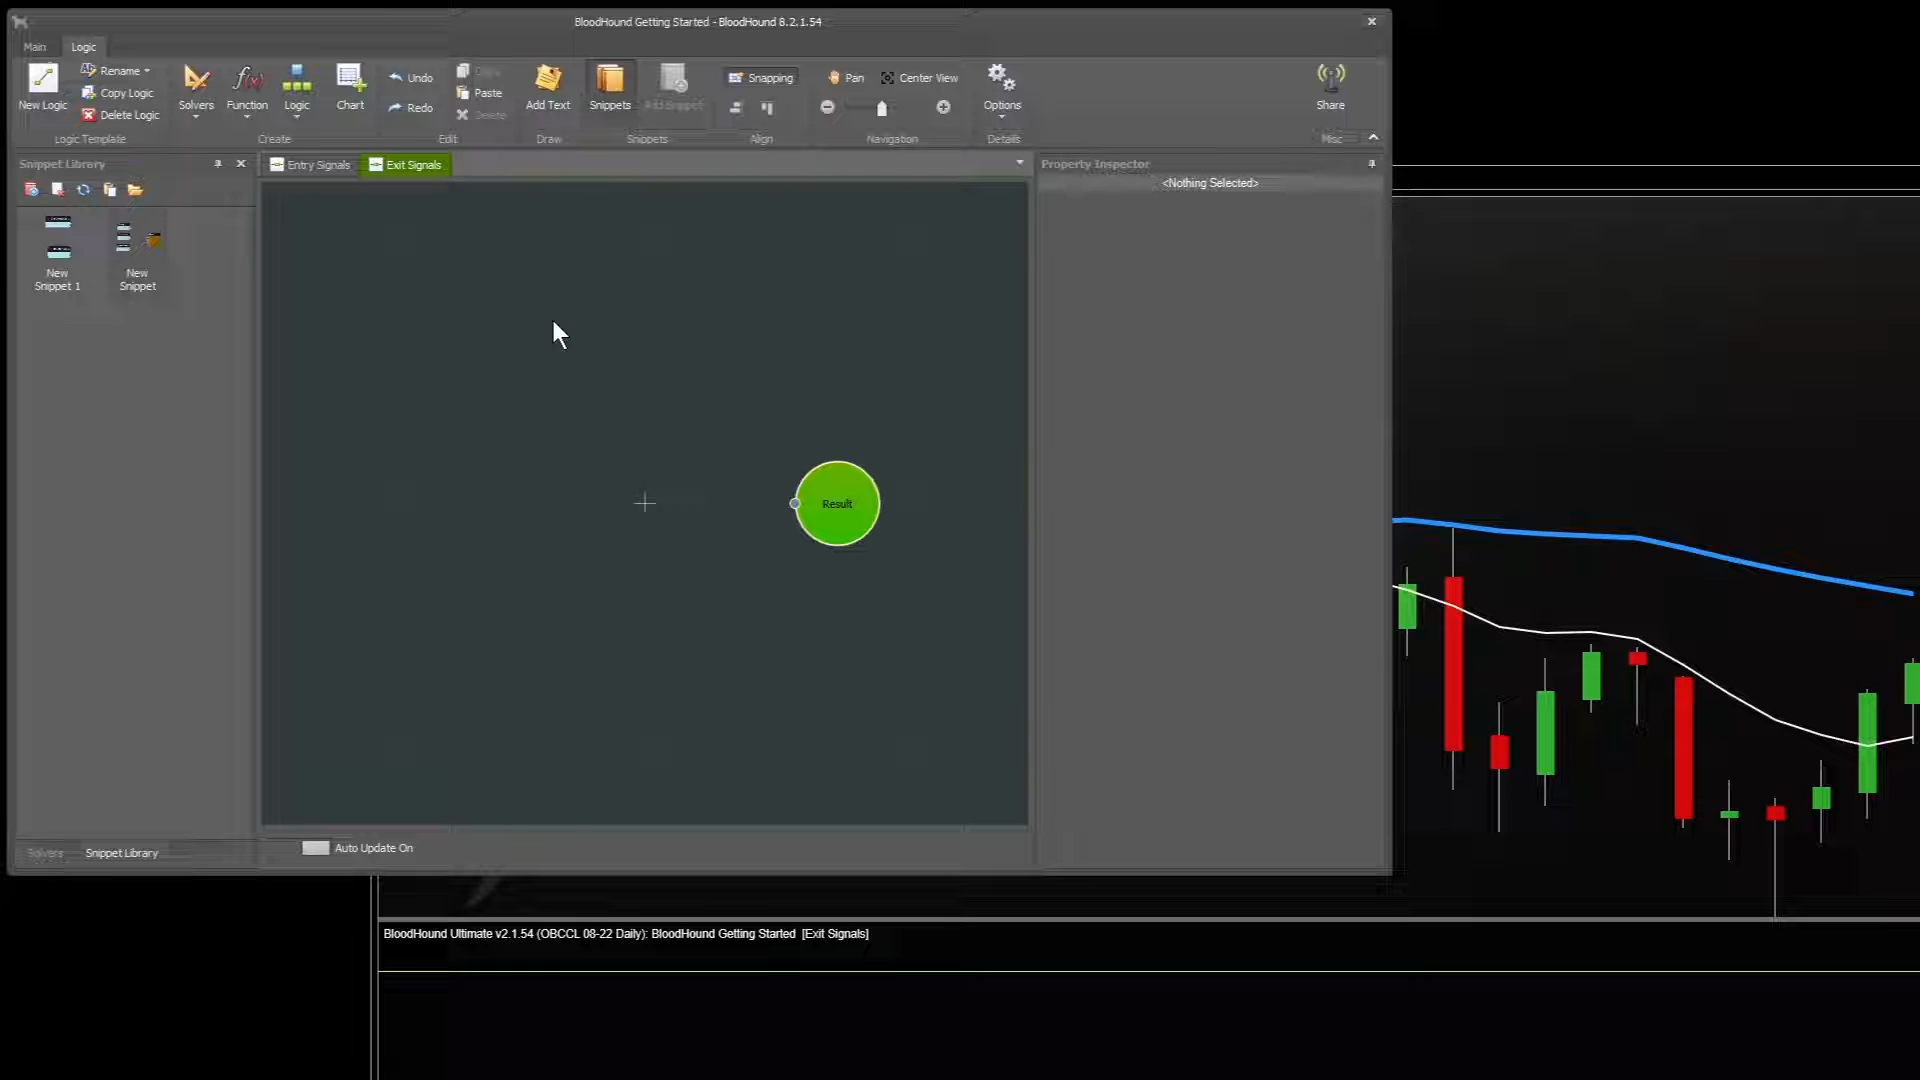 BloodHound Getting Started - BloodHound 8.2.1.54
Main
Logic
New Logic
Rename
Copy Logic
Delete Logic
Logic Template
Solvers
Function
Logic
Chart
Create
Undo
Redo
Paste
Delete
Edit
Add Text
Draw
Snippets
Add Snippet
Snippets
Snapping
Align
Pan
Center View
Navigation
Options
Details
Share
Misc
Snippet Library
Entry Signals
Exit Signals
Property Inspector
<Nothing Selected>
New
Snippet 1
New
Snippet
Result
Solvers
Snippet Library
Auto Update On
BloodHound Ultimate v2.1.54 (OBCCL 08-22 Daily): BloodHound Getting Started [Exit Signals]